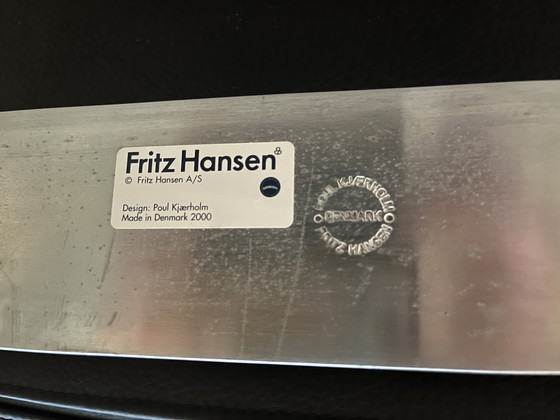 Fritz Hansen
© Fritz Hansen A/S
Design: Poul Kjærholm
Made in Denmark 2000
POUL KJÆRHOLM
DENMARK
FRITZ HANSEN